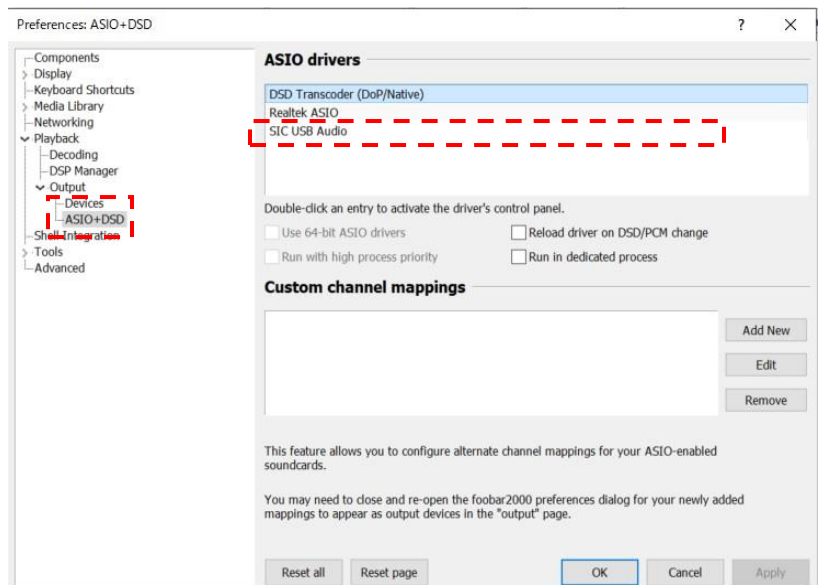 Preferences: ASIO+DSD
?
Components
Display
Keyboard Shortcuts
Media Library
Networking
Playback
Decoding
DSP Manager
Output
Devices
ASIO+DSD
Shell Integration
Tools
Advanced
ASIO drivers
DSD Transcoder (DoP/Native)
Realtek ASIO
SIC USB Audio
Double-click an entry to activate the driver's control panel.
Use 64-bit ASIO drivers
Reload driver on DSD/PCM change
Run with high process priority
Run in dedicated process
Custom channel mappings
Add New
Edit
Remove
This feature allows you to configure alternate channel mappings for your ASIO-enabled
soundcards.
You may need to close and re-open the foobar2000 preferences dialog for your newly added
mappings to appear as output devices in the "output" page.
Reset all
Reset page
OK
Cancel
Apply